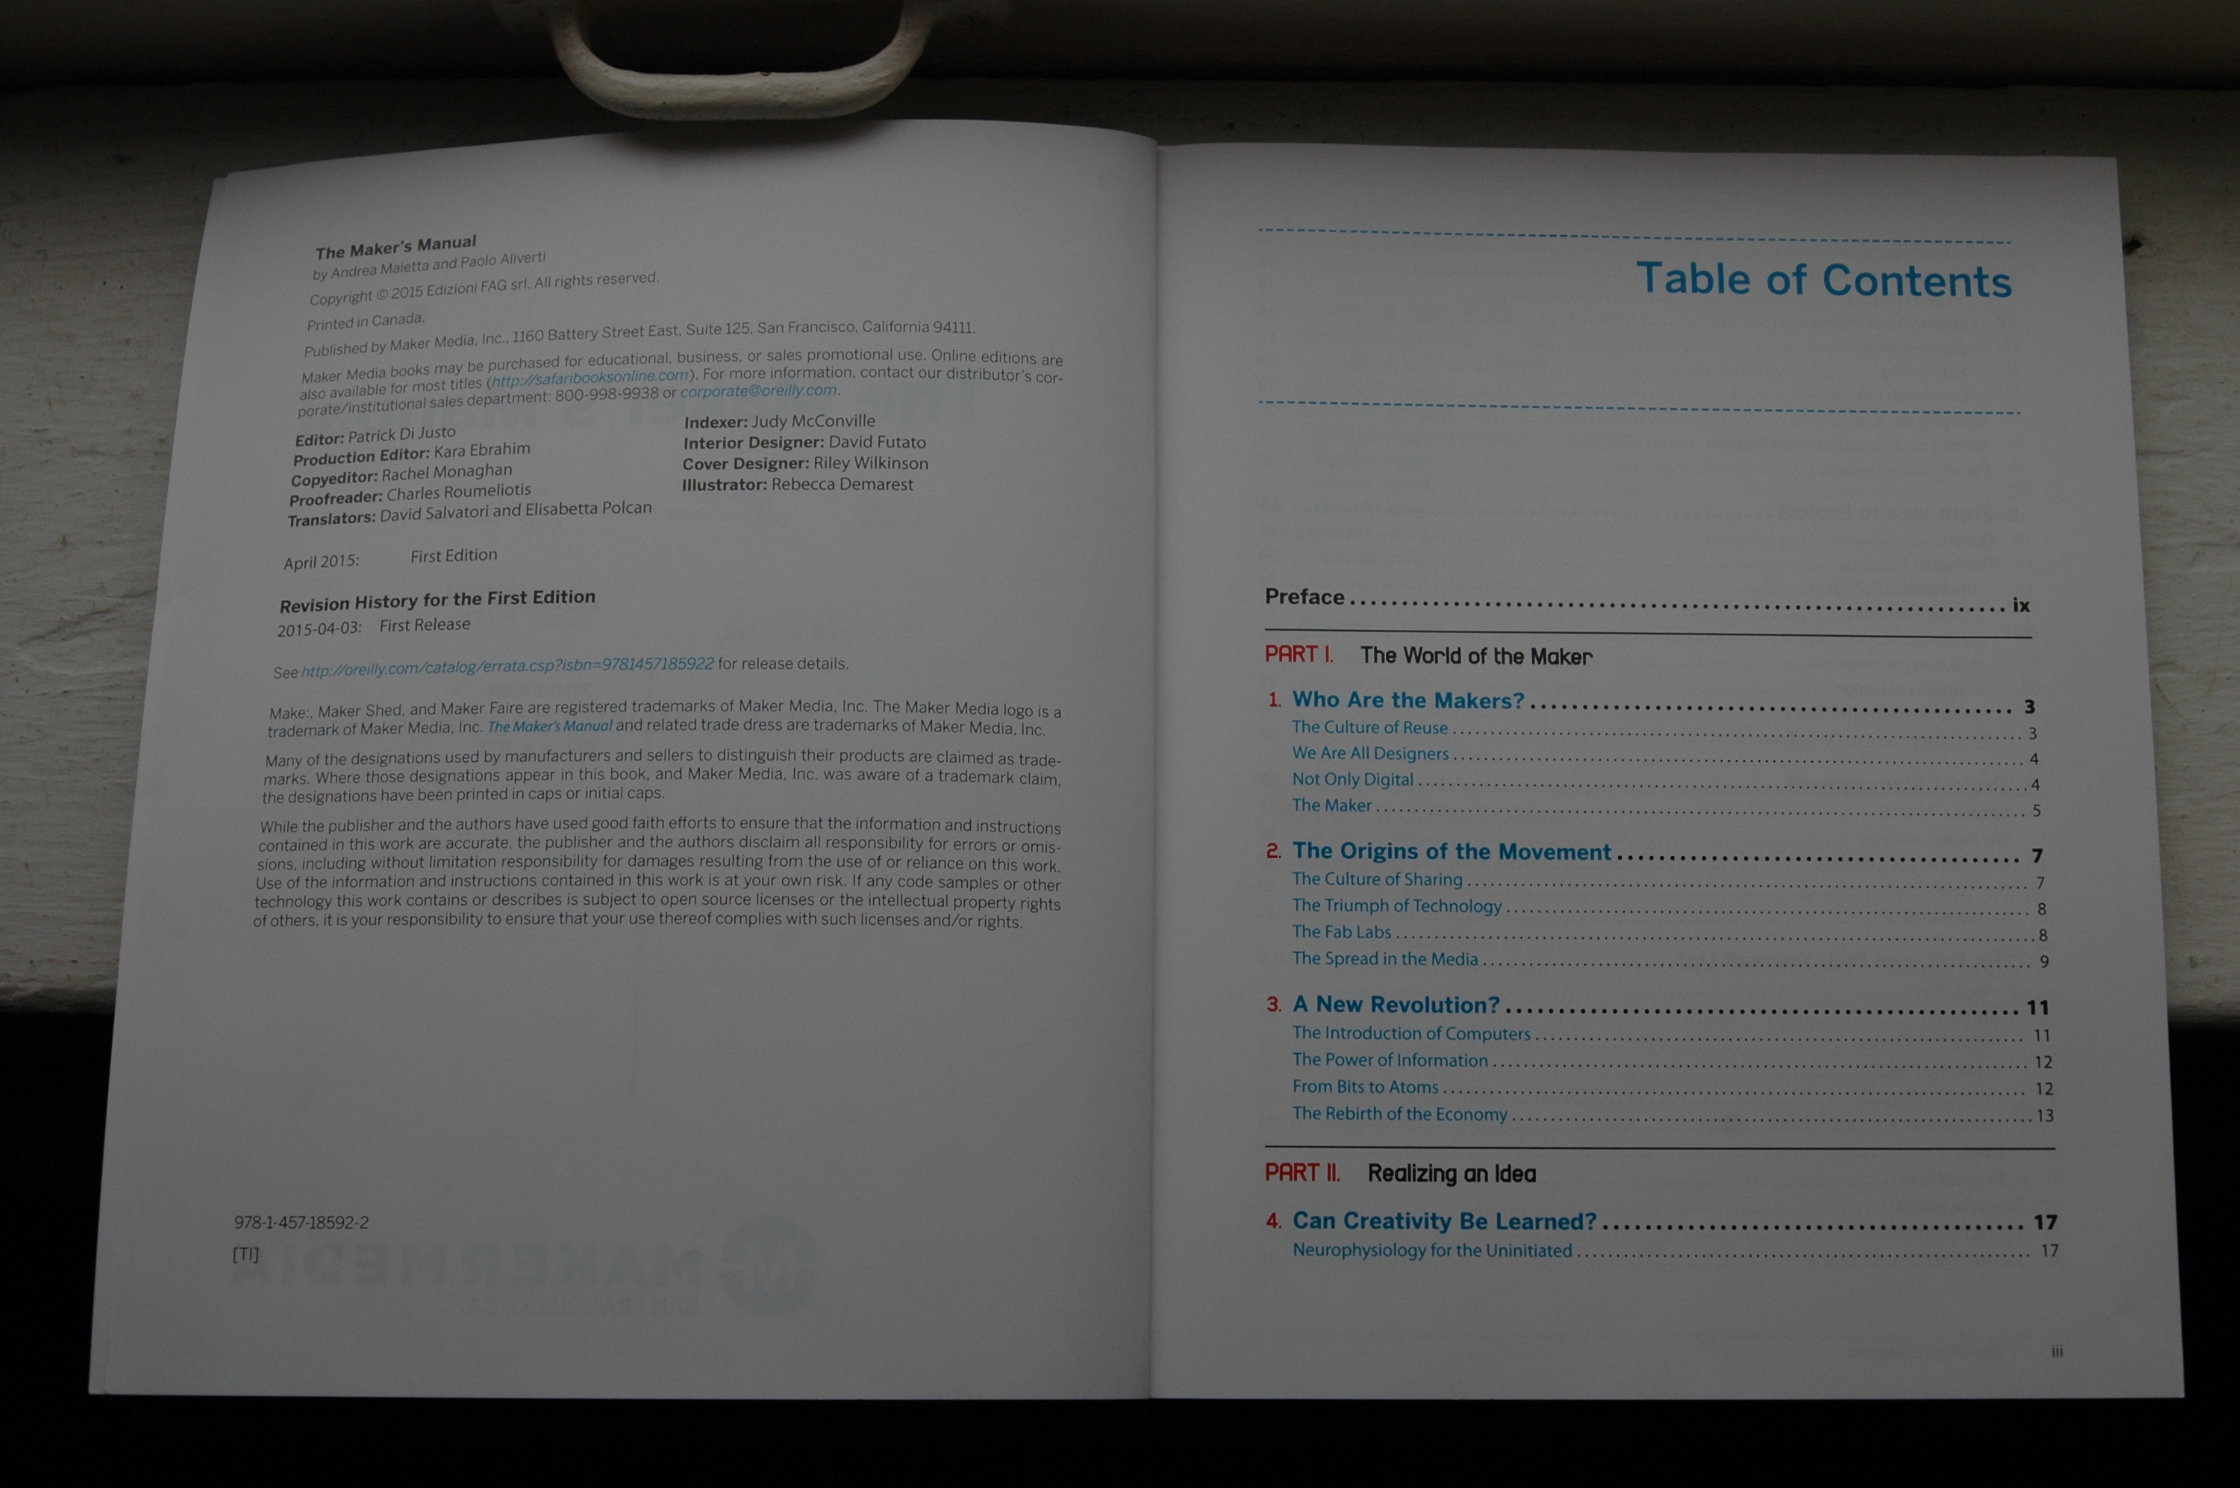 The Maker's Manual
by Andrea Maietta and Paolo Aliverti
Copyright © 2015 Edizioni FAG srl. All rights reserved.
Printed in Canada.
Published by Maker Media, Inc., 1160 Battery Street East, Suite 125, San Francisco, California 94111.
Maker Media books may be purchased for educational, business, or sales promotional use. Online editions are
also available for most titles (http://safaribooksonline.com). For more information, contact our distributor's cor-
porate/institutional sales department: 800-998-9938 or corporate@oreilly.com.
Editor: Patrick Di Justo
Production Editor: Kara Ebrahim
Copyeditor: Rachel Monaghan
Proofreader: Charles Roumeliotis
Translators: David Salvatori and Elisabetta Polcan
Indexer: Judy McConville
Interior Designer: David Futato
Cover Designer: Riley Wilkinson
Illustrator: Rebecca Demarest
April 2015: First Edition
Revision History for the First Edition
2015-04-03: First Release
See http://oreilly.com/catalog/errata.csp?isbn=9781457185922 for release details.
Make:, Maker Shed, and Maker Faire are registered trademarks of Maker Media, Inc. The Maker Media logo is a
trademark of Maker Media, Inc. The Maker's Manual and related trade dress are trademarks of Maker Media, Inc.
Many of the designations used by manufacturers and sellers to distinguish their products are claimed as trade-
marks. Where those designations appear in this book, and Maker Media, Inc. was aware of a trademark claim,
the designations have been printed in caps or initial caps.
While the publisher and the authors have used good faith efforts to ensure that the information and instructions
contained in this work are accurate, the publisher and the authors disclaim all responsibility for errors or omis-
sions, including without limitation responsibility for damages resulting from the use of or reliance on this work.
Use of the information and instructions contained in this work is at your own risk. If any code samples or other
technology this work contains or describes is subject to open source licenses or the intellectual property rights
of others, it is your responsibility to ensure that your use thereof complies with such licenses and/or rights.
978-1-457-18592-2
[TI]
Table of Contents
Preface ix
PART I. The World of the Maker
1. Who Are the Makers? 3
The Culture of Reuse 3
We Are All Designers 4
Not Only Digital 4
The Maker 5
2. The Origins of the Movement 7
The Culture of Sharing 7
The Triumph of Technology 8
The Fab Labs 8
The Spread in the Media 9
3. A New Revolution? 11
The Introduction of Computers 11
The Power of Information 12
From Bits to Atoms 12
The Rebirth of the Economy 13
PART II. Realizing an Idea
4. Can Creativity Be Learned? 17
Neurophysiology for the Uninitiated 17
iii